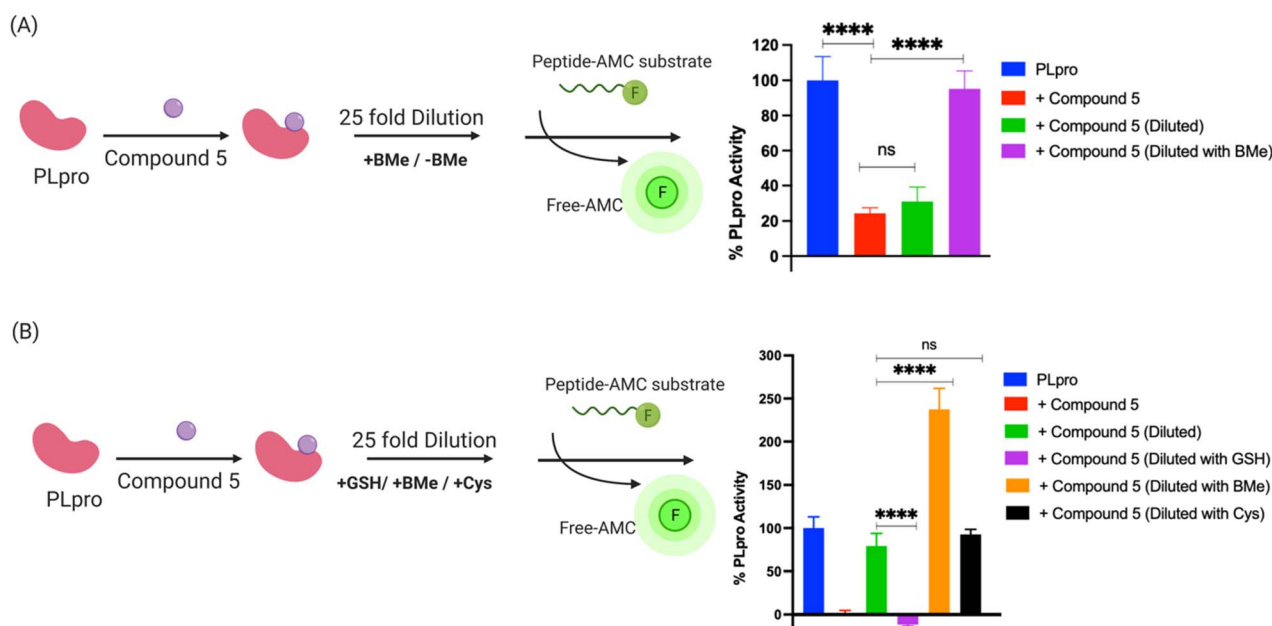 (A)
PLpro
Compound 5
25 fold Dilution
+BMe / -BMe
Peptide-AMC substrate
F
Free-AMC
F
% PLpro Activity
120
100
80
60
40
20
0
****
****
ns
PLpro
+ Compound 5
+ Compound 5 (Diluted)
+ Compound 5 (Diluted with BMe)
(B)
PLpro
Compound 5
25 fold Dilution
+GSH/ +BMe / +Cys
Peptide-AMC substrate
F
Free-AMC
F
% PLpro Activity
300
250
200
150
100
50
0
ns
****
****
PLpro
+ Compound 5
+ Compound 5 (Diluted)
+ Compound 5 (Diluted with GSH)
+ Compound 5 (Diluted with BMe)
+ Compound 5 (Diluted with Cys)